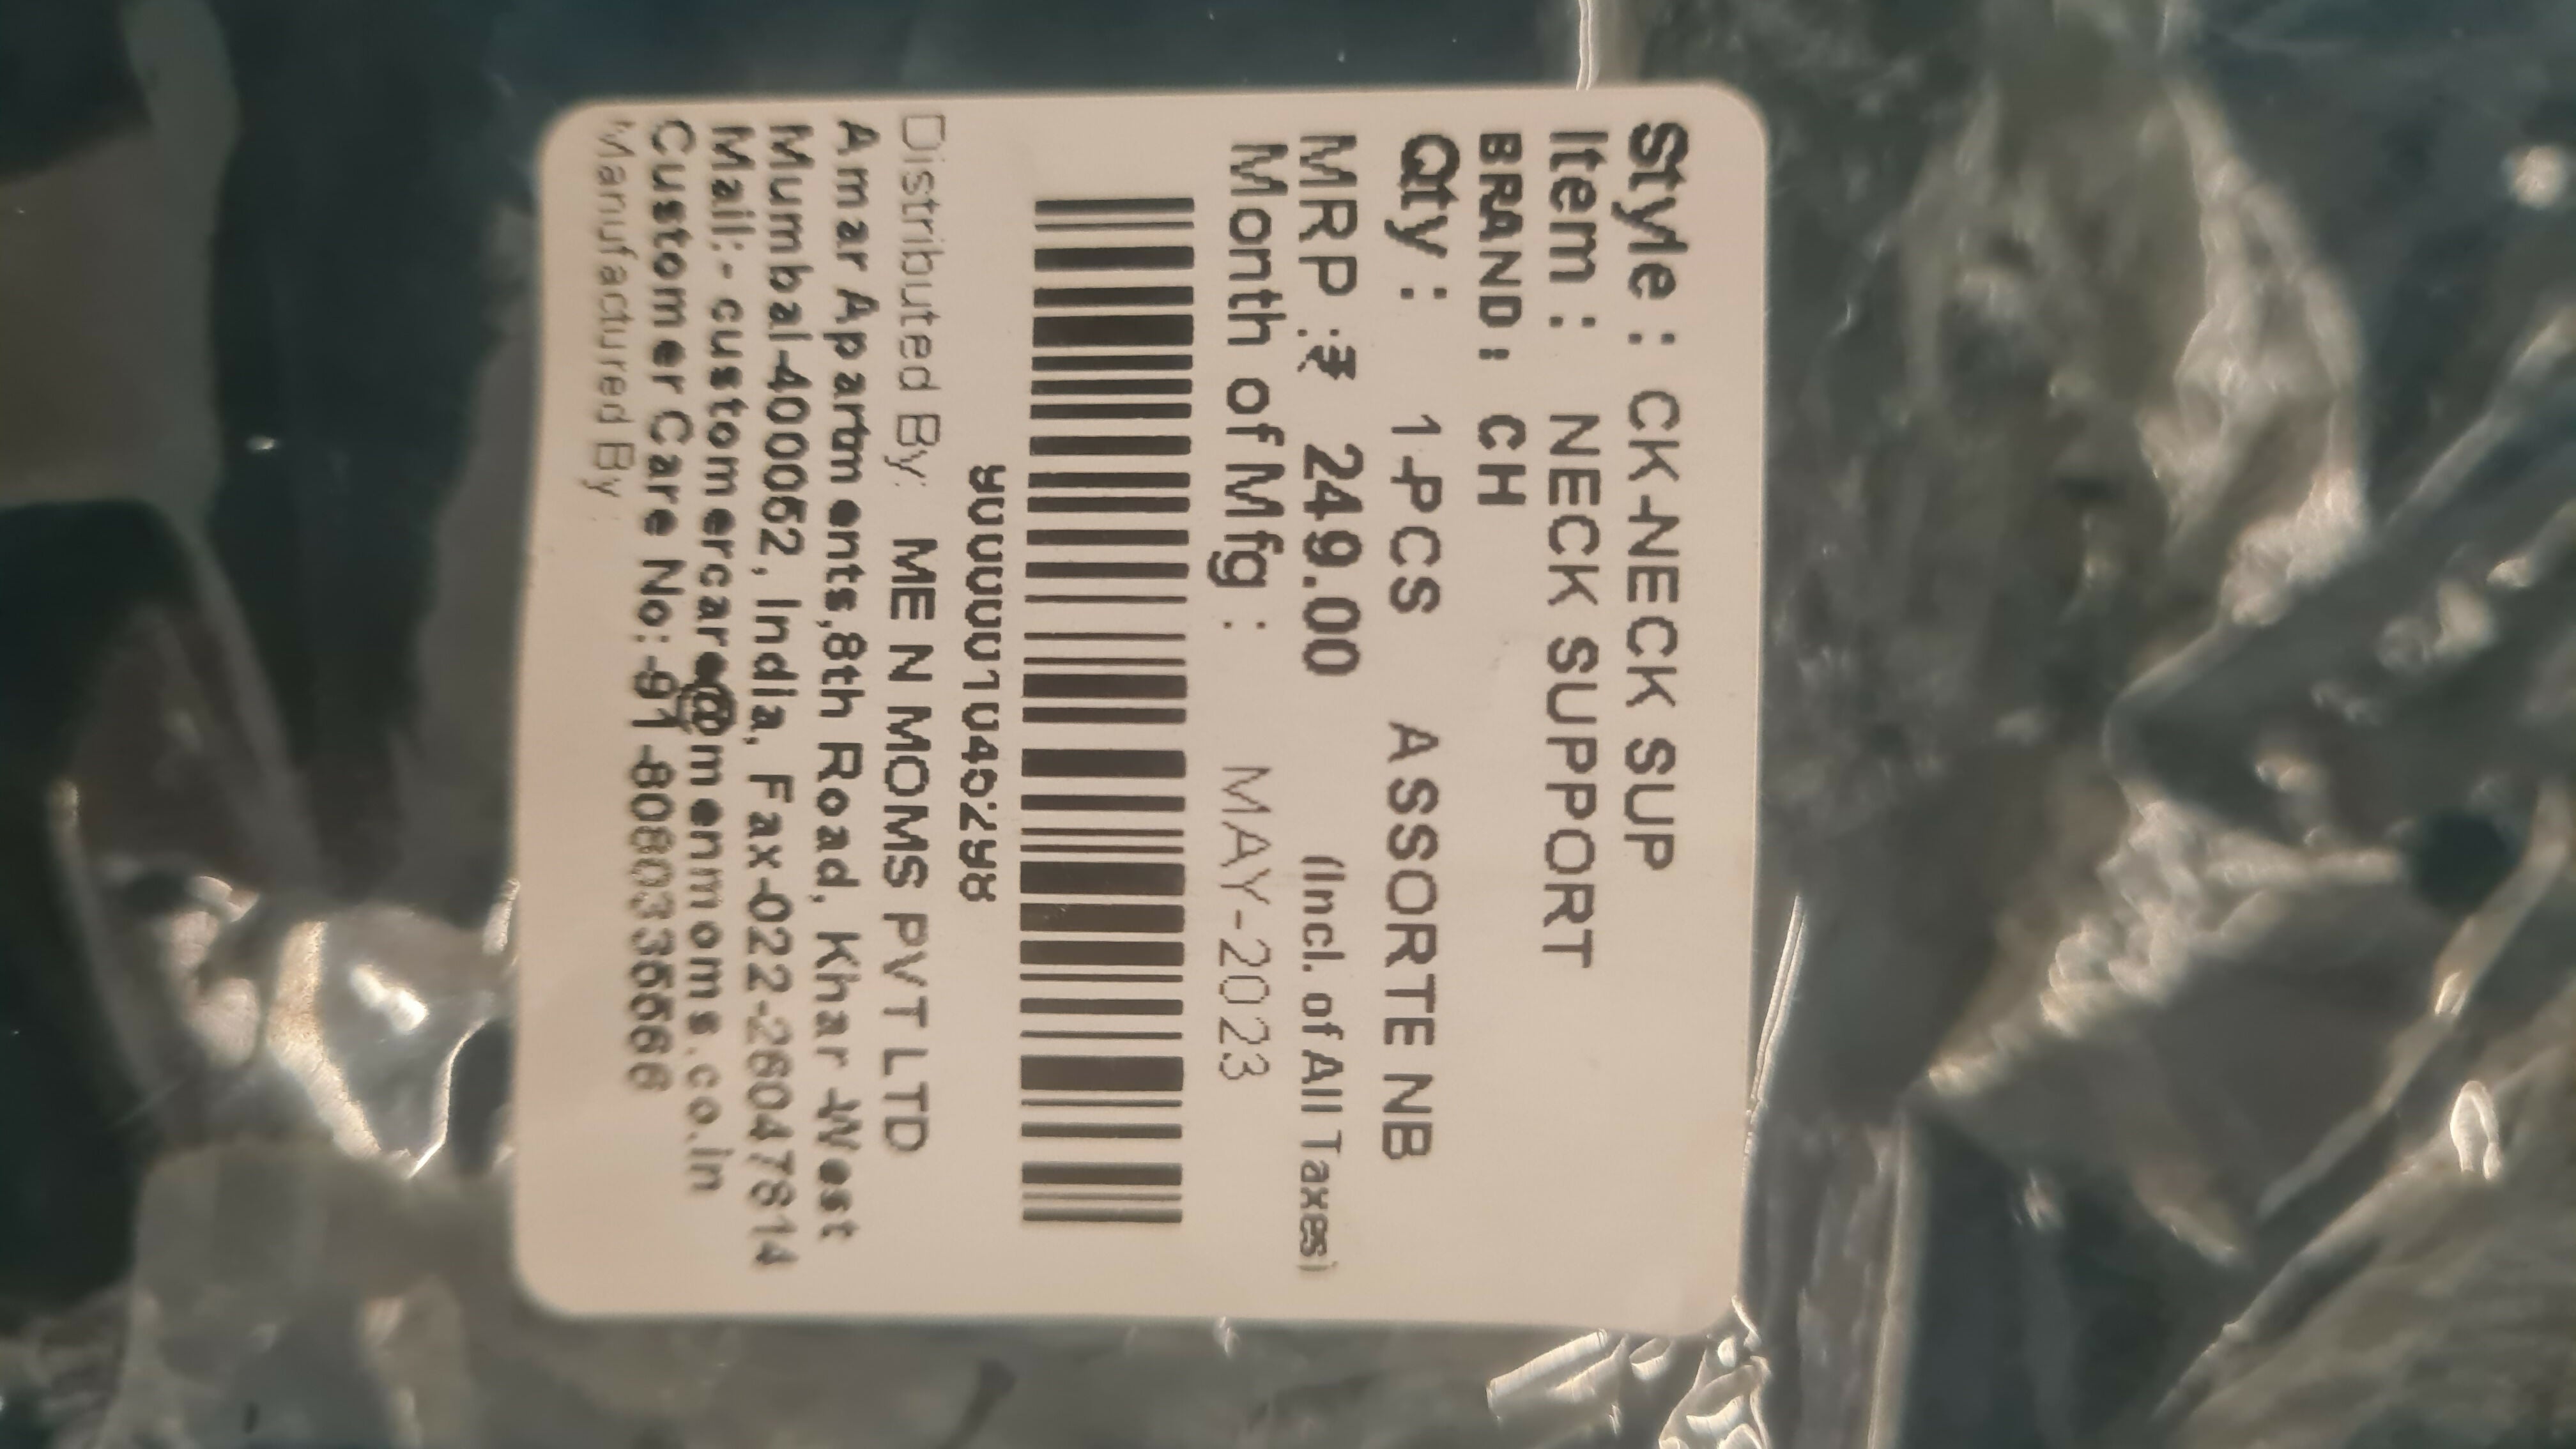 Style : CK-NECK SUP
Item : NECK SUPPORT
BRAND: CH
Qty : 1-PCS ASSORTE NB
MRP :₹ 249.00 (Incl. of All Taxes)
Month of Mfg : MAY-2023
Distributed By: ME N MOMS PVT LTD
Amar Apartments,8th Road, Khar -West
Mumbai-400052, India, Fax-022-26047814
Mail:- customercare@menmoms.co.in
Customer Care No:-91-8080335666
Manufactured By :